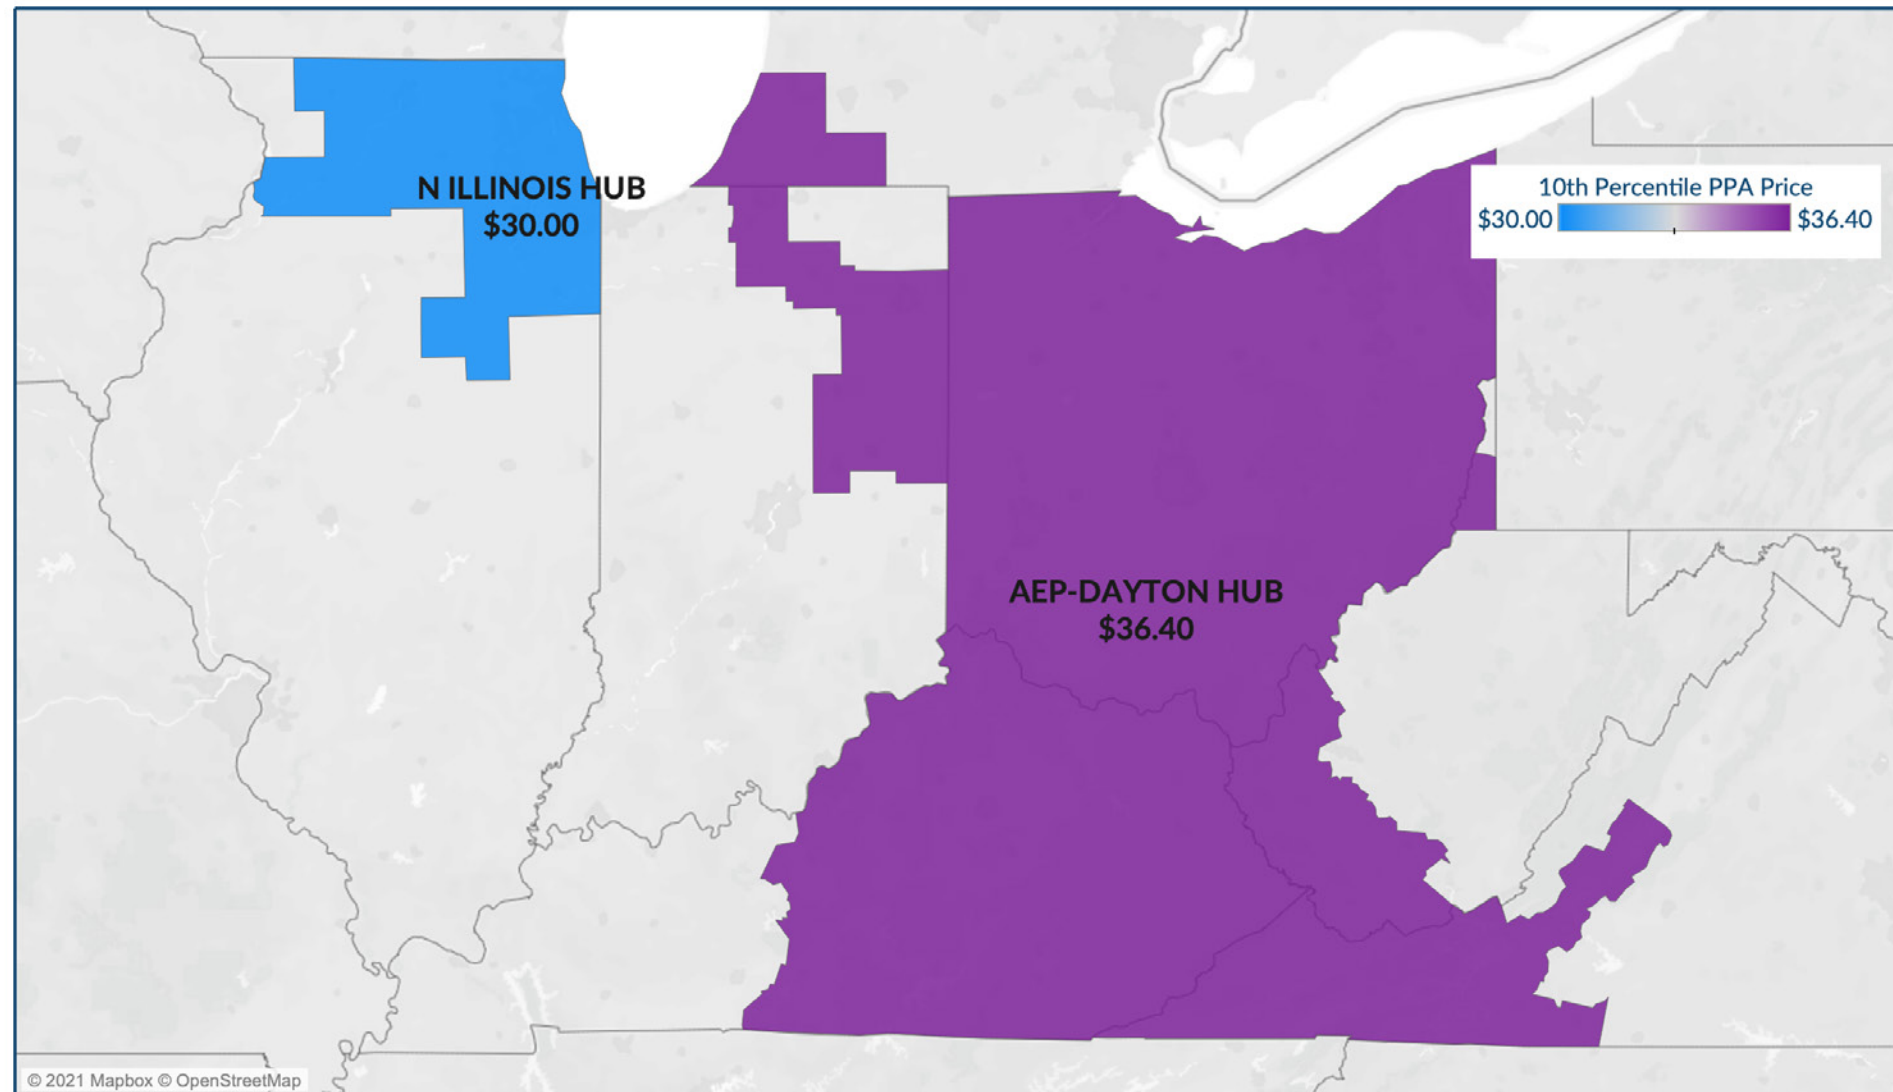 N ILLINOIS HUB
$30.00
10th Percentile PPA Price
$30.00 $36.40
AEP-DAYTON HUB
$36.40
© 2021 Mapbox © OpenStreetMap